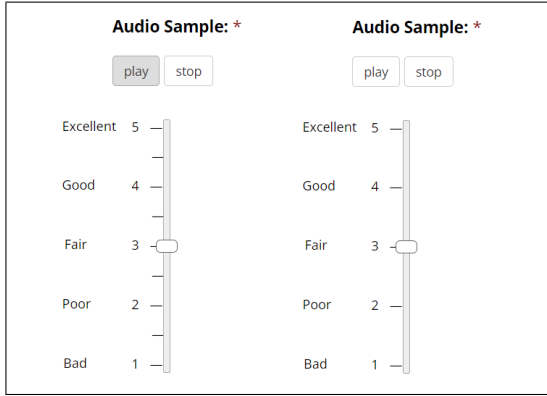 Audio Sample: *
play stop
Excellent 5
Good 4
Fair 3
Poor 2
Bad 1
Audio Sample: *
play stop
Excellent 5
Good 4
Fair 3
Poor 2
Bad 1